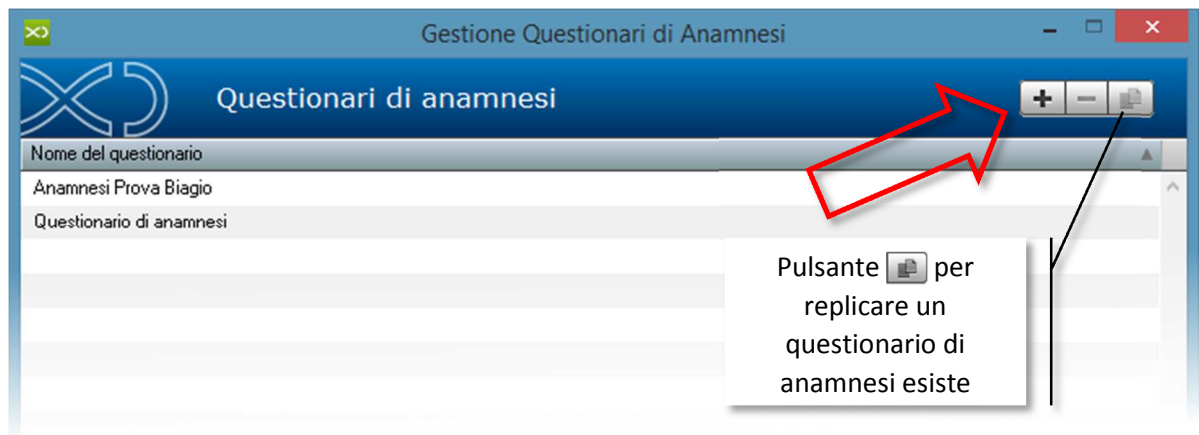 Gestione Questionari di Anamnesi
Questionari di anamnesi
Nome del questionario
Anamnesi Prova Biagio
Questionario di anamnesi
Pulsante per
replicare un
questionario di
anamnesi esiste